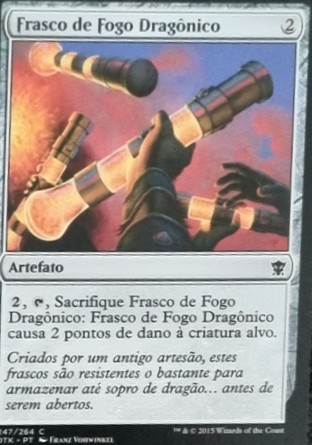 Frasco de Fogo Dragônico 2
Artefato
2, , Sacrifique Frasco de Fogo
Dragônico: Frasco de Fogo Dragônico
causa 2 pontos de dano à criatura alvo.
Criados por um antigo artesão, estes
frascos são resistentes o bastante para
armazenar até sopro de dragão... antes de
serem abertos.
247/264 C
DTK • PT Franz Vohwinkel
™ & © 2015 Wizards of the Coast